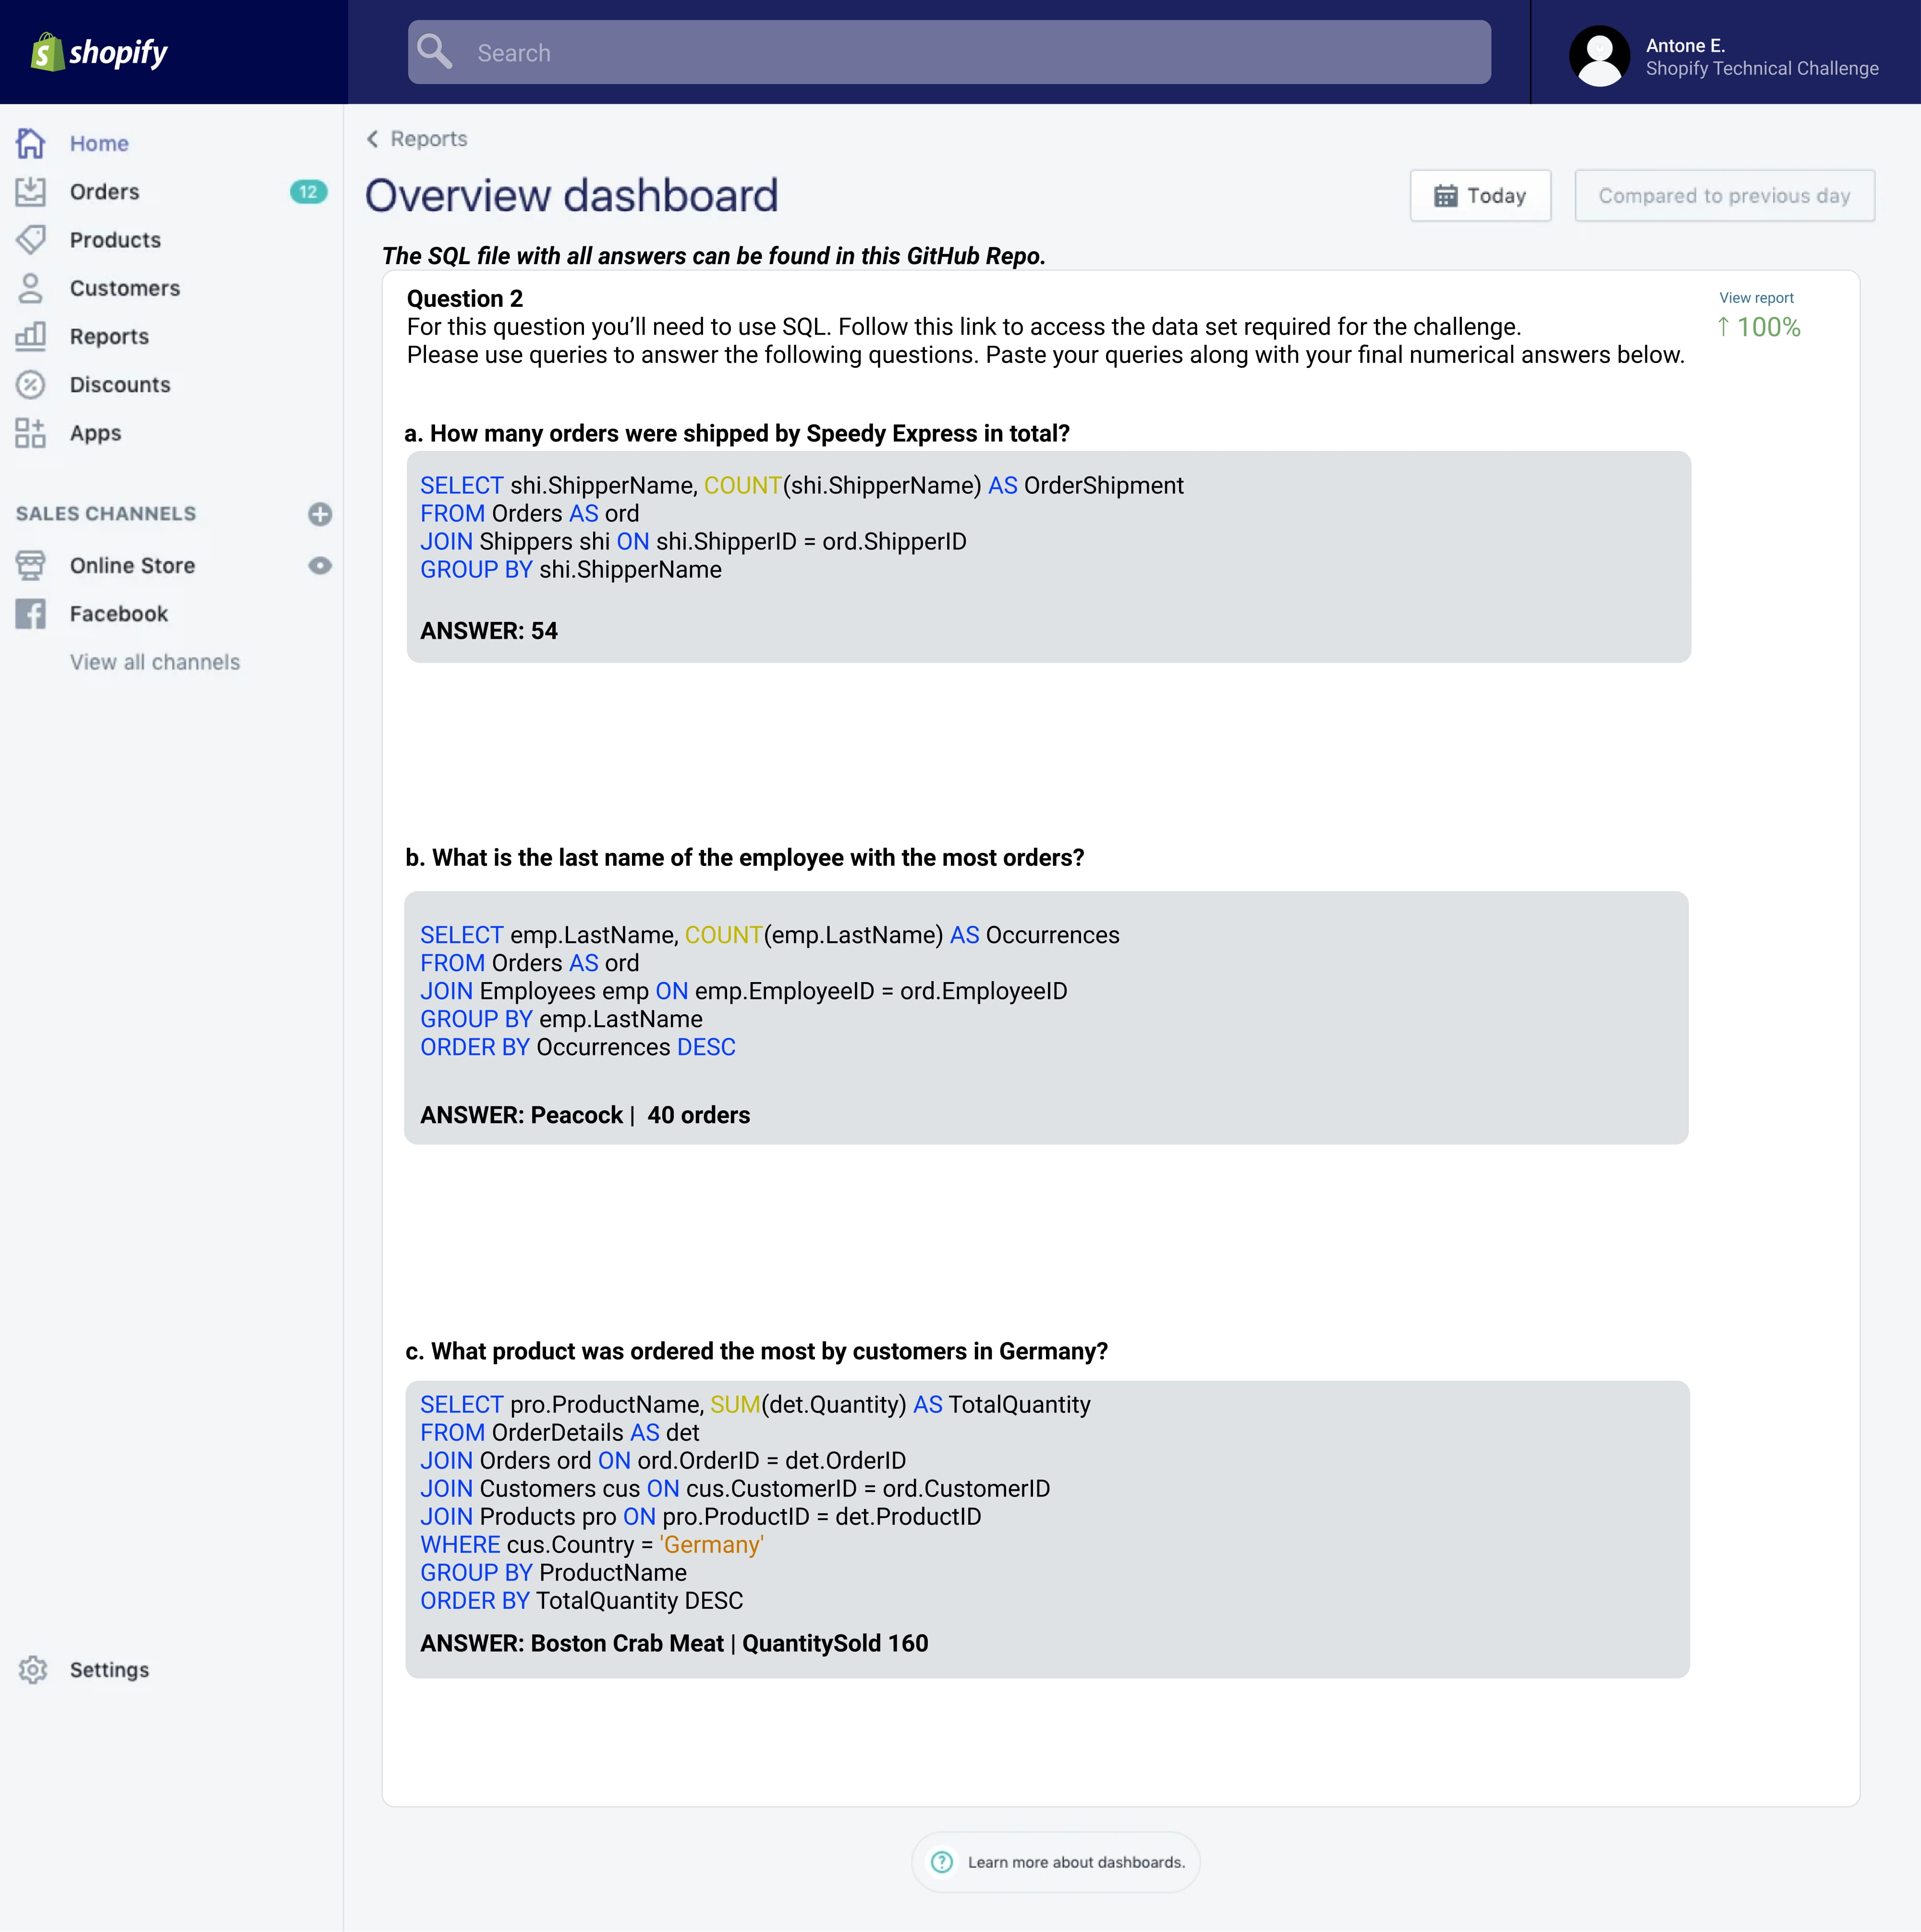 shopify
Search
Antone E.
Shopify Technical Challenge
Home
Orders 12
Products
Customers
Reports
Discounts
Apps
SALES CHANNELS
Online Store
Facebook
View all channels
Settings
Reports
Overview dashboard
Today
Compared to previous day
The SQL file with all answers can be found in this GitHub Repo.
Question 2
For this question you’ll need to use SQL. Follow this link to access the data set required for the challenge.
Please use queries to answer the following questions. Paste your queries along with your final numerical answers below.
View report
↑ 100%
a. How many orders were shipped by Speedy Express in total?
SELECT shi.ShipperName, COUNT(shi.ShipperName) AS OrderShipment
FROM Orders AS ord
JOIN Shippers shi ON shi.ShipperID = ord.ShipperID
GROUP BY shi.ShipperName
ANSWER: 54
b. What is the last name of the employee with the most orders?
SELECT emp.LastName, COUNT(emp.LastName) AS Occurrences
FROM Orders AS ord
JOIN Employees emp ON emp.EmployeeID = ord.EmployeeID
GROUP BY emp.LastName
ORDER BY Occurrences DESC
ANSWER: Peacock | 40 orders
c. What product was ordered the most by customers in Germany?
SELECT pro.ProductName, SUM(det.Quantity) AS TotalQuantity
FROM OrderDetails AS det
JOIN Orders ord ON ord.OrderID = det.OrderID
JOIN Customers cus ON cus.CustomerID = ord.CustomerID
JOIN Products pro ON pro.ProductID = det.ProductID
WHERE cus.Country = 'Germany'
GROUP BY ProductName
ORDER BY TotalQuantity DESC
ANSWER: Boston Crab Meat | QuantitySold 160
Learn more about dashboards.